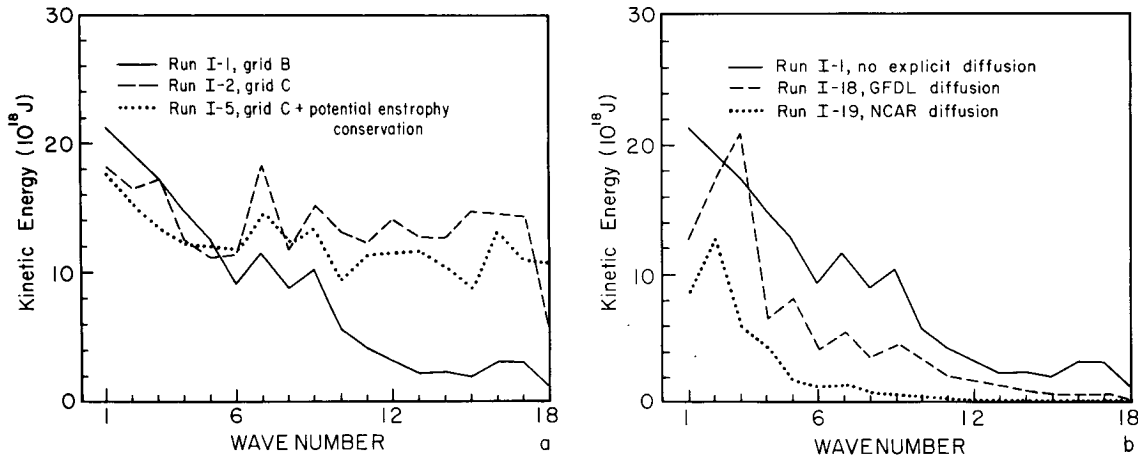 30
20
10
0
Kinetic Energy (10¹⁸J)
Run I-1, grid B
Run I-2, grid C
Run I-5, grid C + potential enstrophy
conservation
1 6 12 18
WAVE NUMBER
a
30
20
10
0
Kinetic Energy (10¹⁸J)
Run I-1, no explicit diffusion
Run I-18, GFDL diffusion
Run I-19, NCAR diffusion
1 6 12 18
WAVENUMBER
b